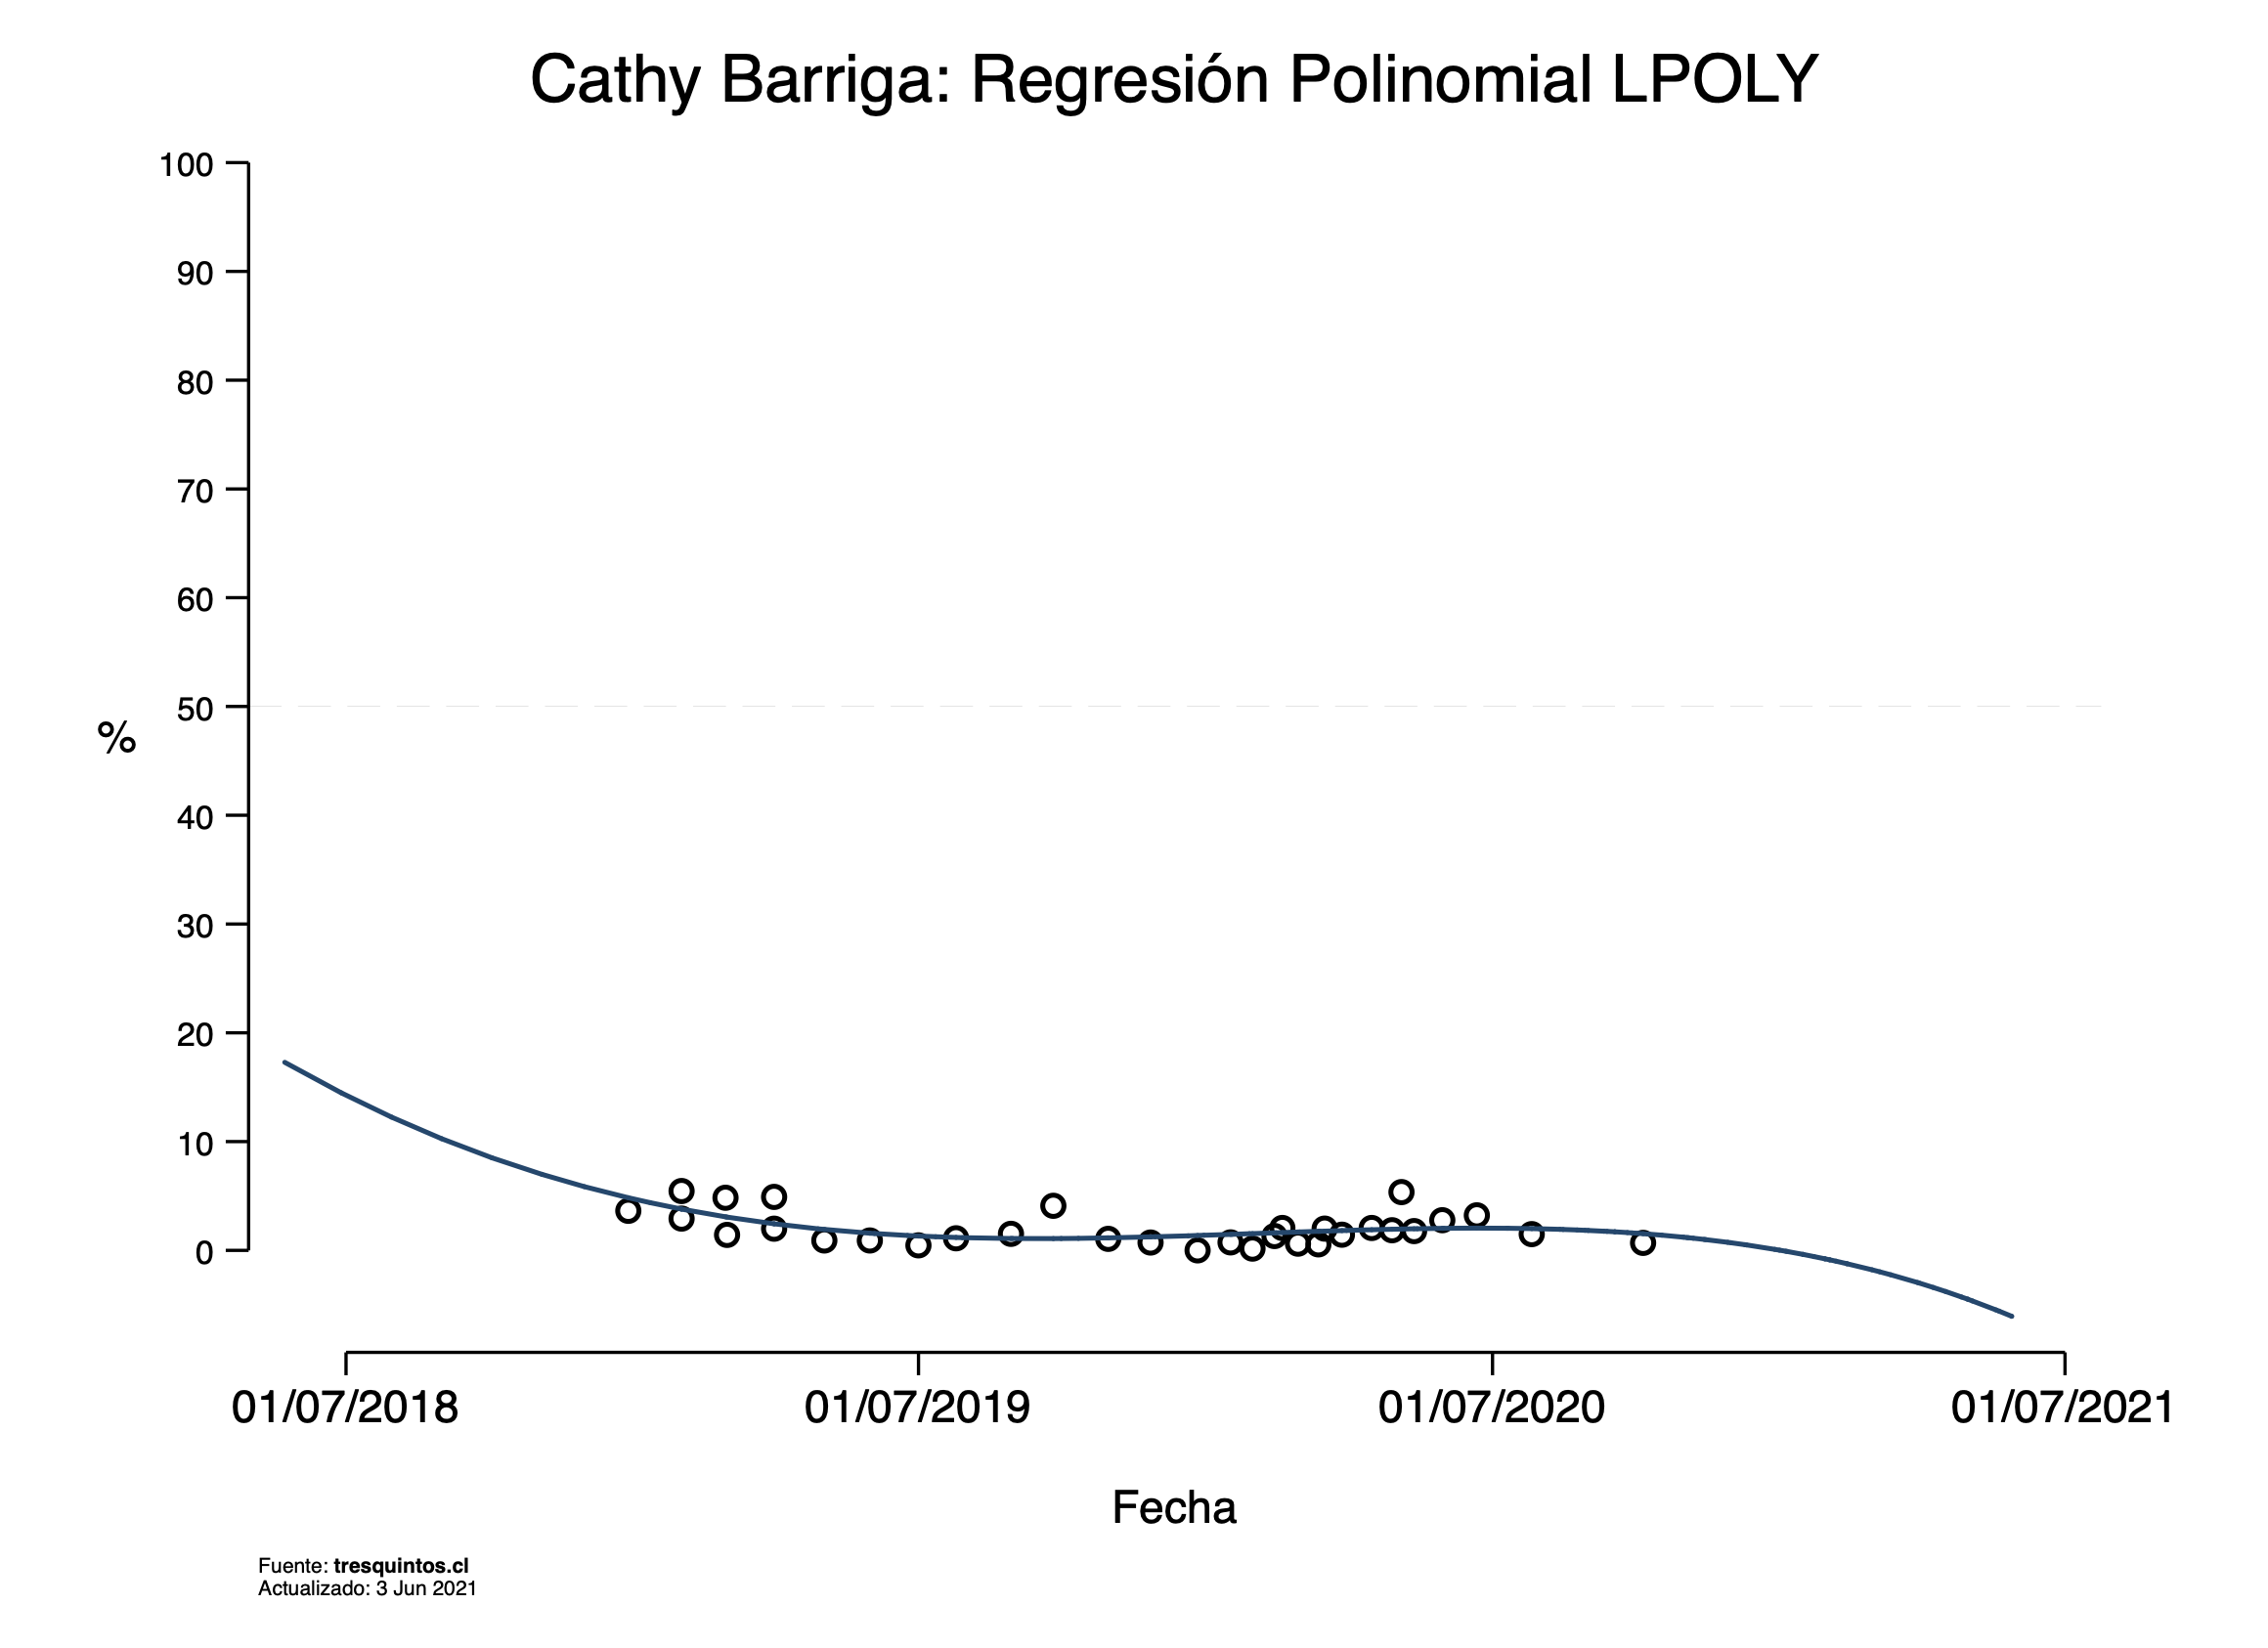 Cathy Barriga: Regresión Polinomial LPOLY
100
90
80
70
60
50
40
30
20
10
0
%
01/07/2018 01/07/2019 01/07/2020 01/07/2021
Fecha
Fuente: tresquintos.cl
Actualizado: 3 Jun 2021